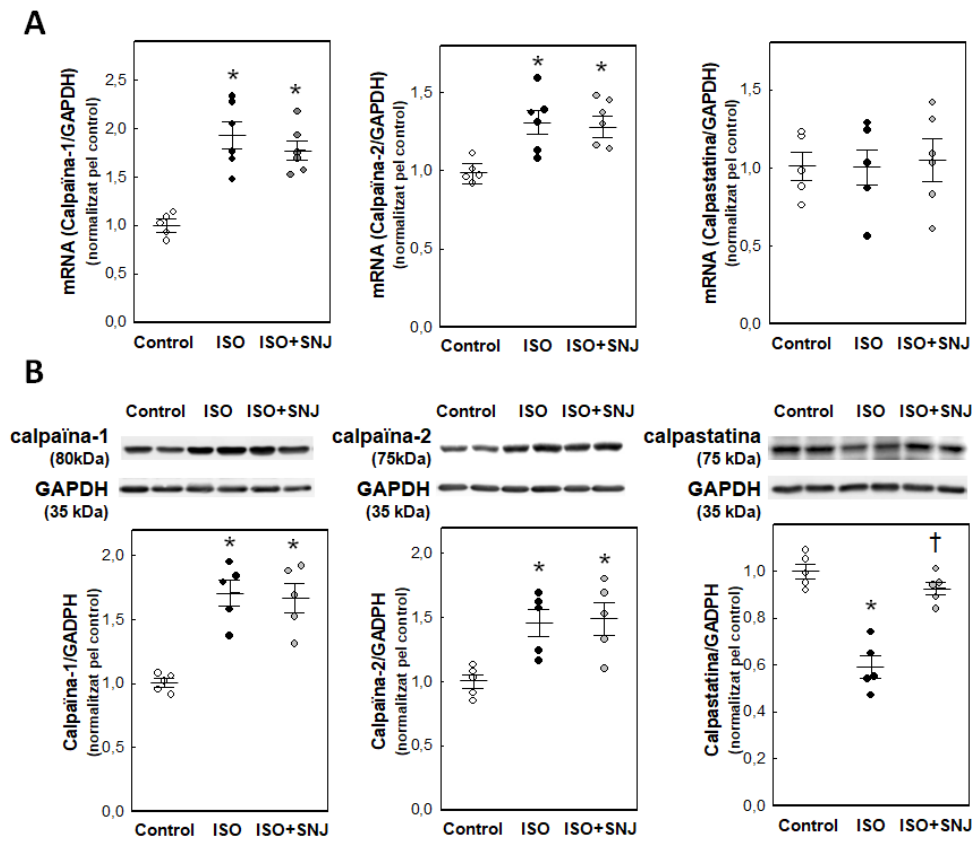 A
mRNA (Calpaïna-1/GAPDH)
(normalitzat pel control)
2,5
2,0
1,5
1,0
0,5
0,0
*
*
Control ISO ISO+SNJ
mRNA (Calpaïna-2/GAPDH)
(normalitzat pel control)
1,5
1,0
0,5
0,0
*
*
Control ISO ISO+SNJ
mRNA (Calpastatina/GAPDH)
(normalitzat pel control)
1,5
1,0
0,5
0,0
Control ISO ISO+SNJ
B
Control ISO ISO+SNJ
calpaïna-1
(80kDa)
GAPDH
(35 kDa)
Calpaïna-1/GADPH
(normalitzat pel control)
2,0
1,5
1,0
0,5
0,0
*
*
Control ISO ISO+SNJ
Control ISO ISO+SNJ
calpaïna-2
(75kDa)
GAPDH
(35 kDa)
Calpaïna-2/GADPH
(normalitzat pel control)
2,0
1,5
1,0
0,5
0,0
*
*
Control ISO ISO+SNJ
Control ISO ISO+SNJ
calpastatina
(75 kDa)
GAPDH
(35 kDa)
Calpastatina/GADPH
(normalitzat pel control)
1,0
0,8
0,6
0,4
0,2
0,0
*
†
Control ISO ISO+SNJ